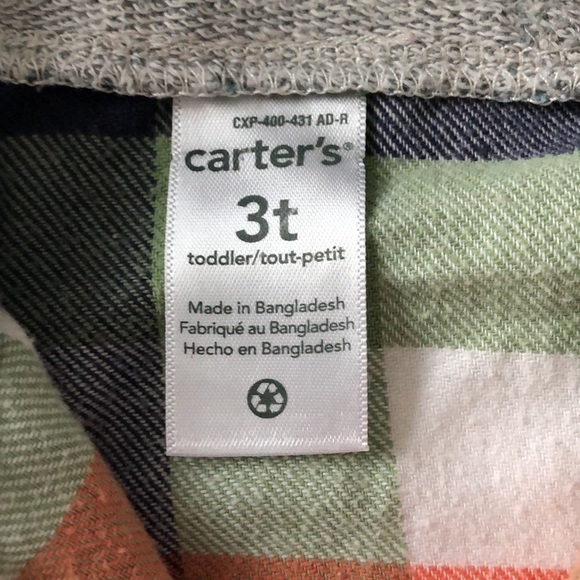 CXP-400-431 AD-R
carter's®
3t
toddler/tout-petit
Made in Bangladesh
Fabriqué au Bangladesh
Hecho en Bangladesh